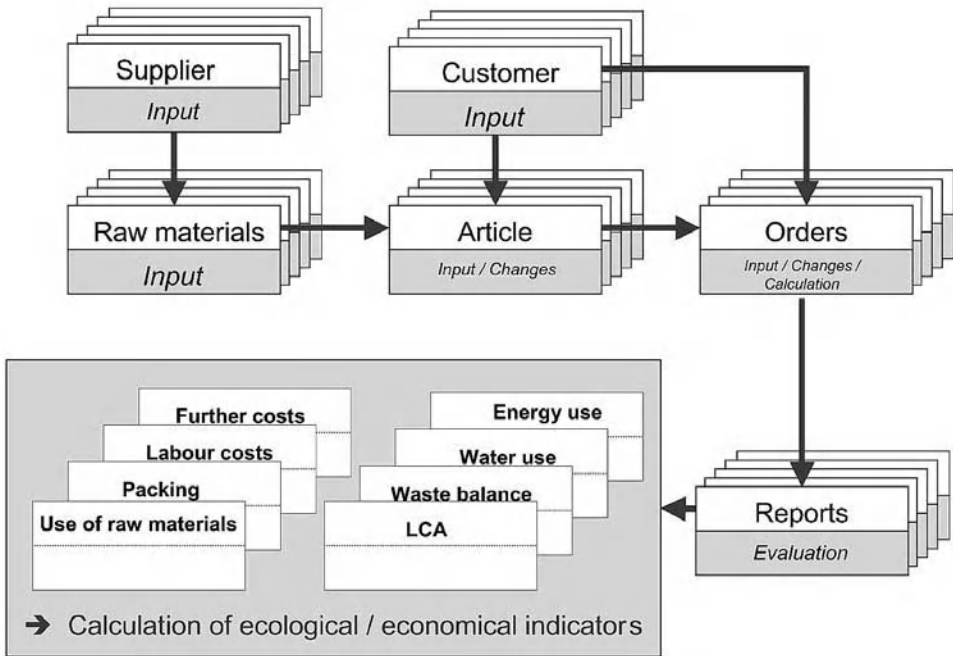 Supplier
Input
Customer
Input
Raw materials
Input
Article
Input / Changes
Orders
Input / Changes /
Calculation
Further costs
Labour costs
Packing
Use of raw materials
Energy use
Water use
Waste balance
LCA
Reports
Evaluation
➔ Calculation of ecological / economical indicators